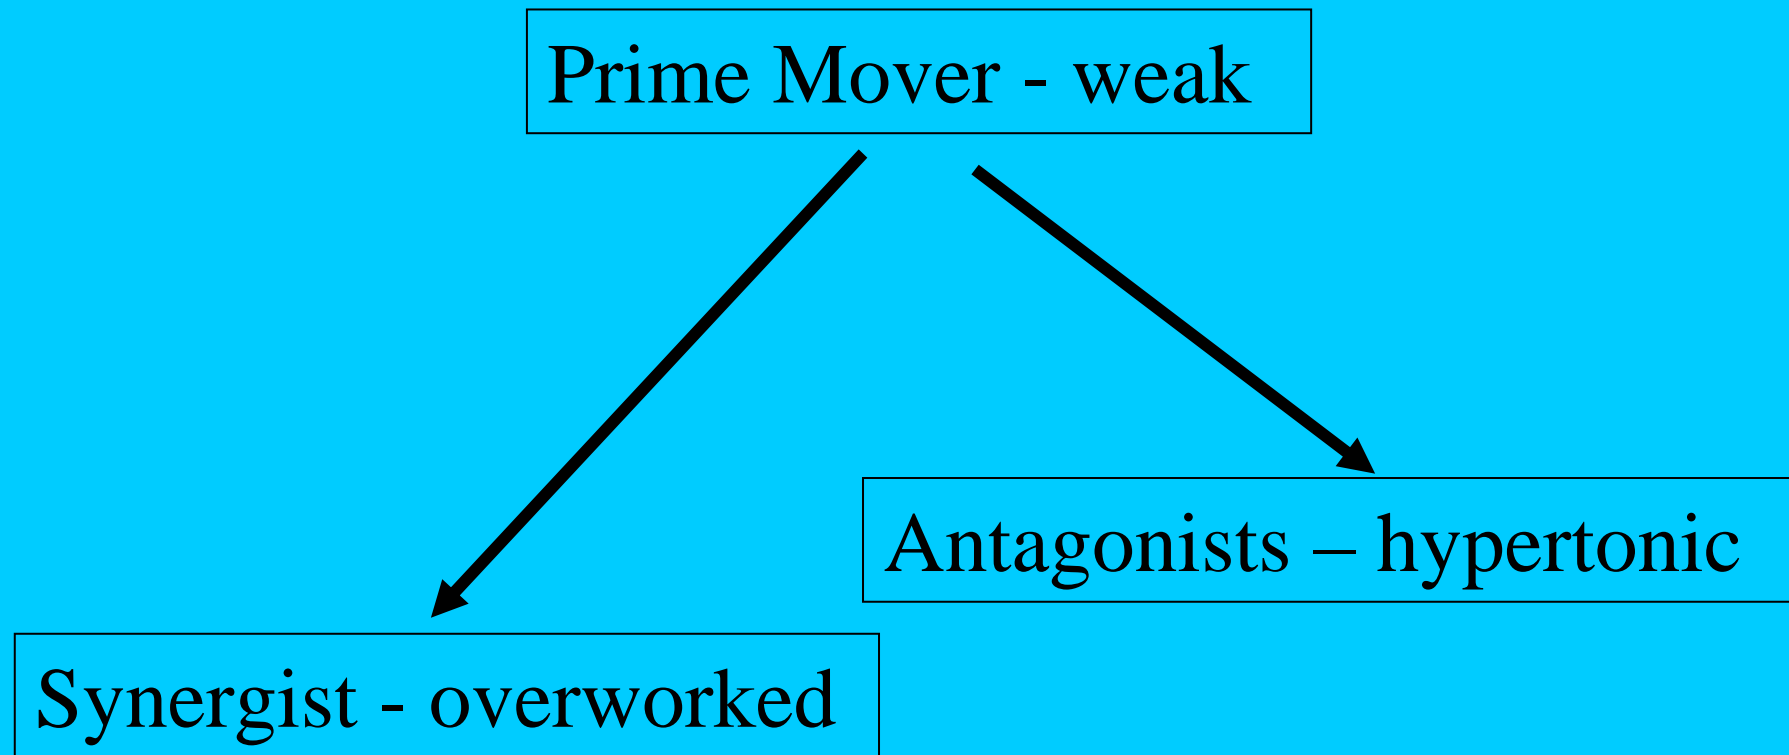 Prime Mover - weak
Antagonists – hypertonic
Synergist - overworked